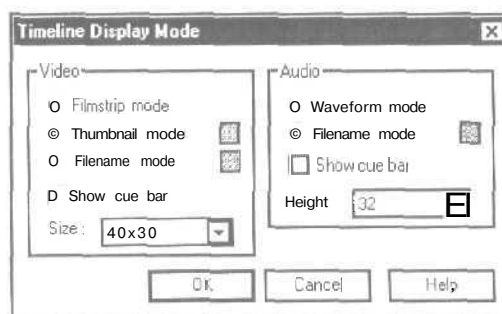 Timeline Display Mode
Video
O Filmstrip mode
© Thumbnail mode
O Filename mode
D Show cue bar
Size: 40x30
Audio
O Waveform mode
© Filename mode
Show cue bar
Height 32
OK Cancel Help